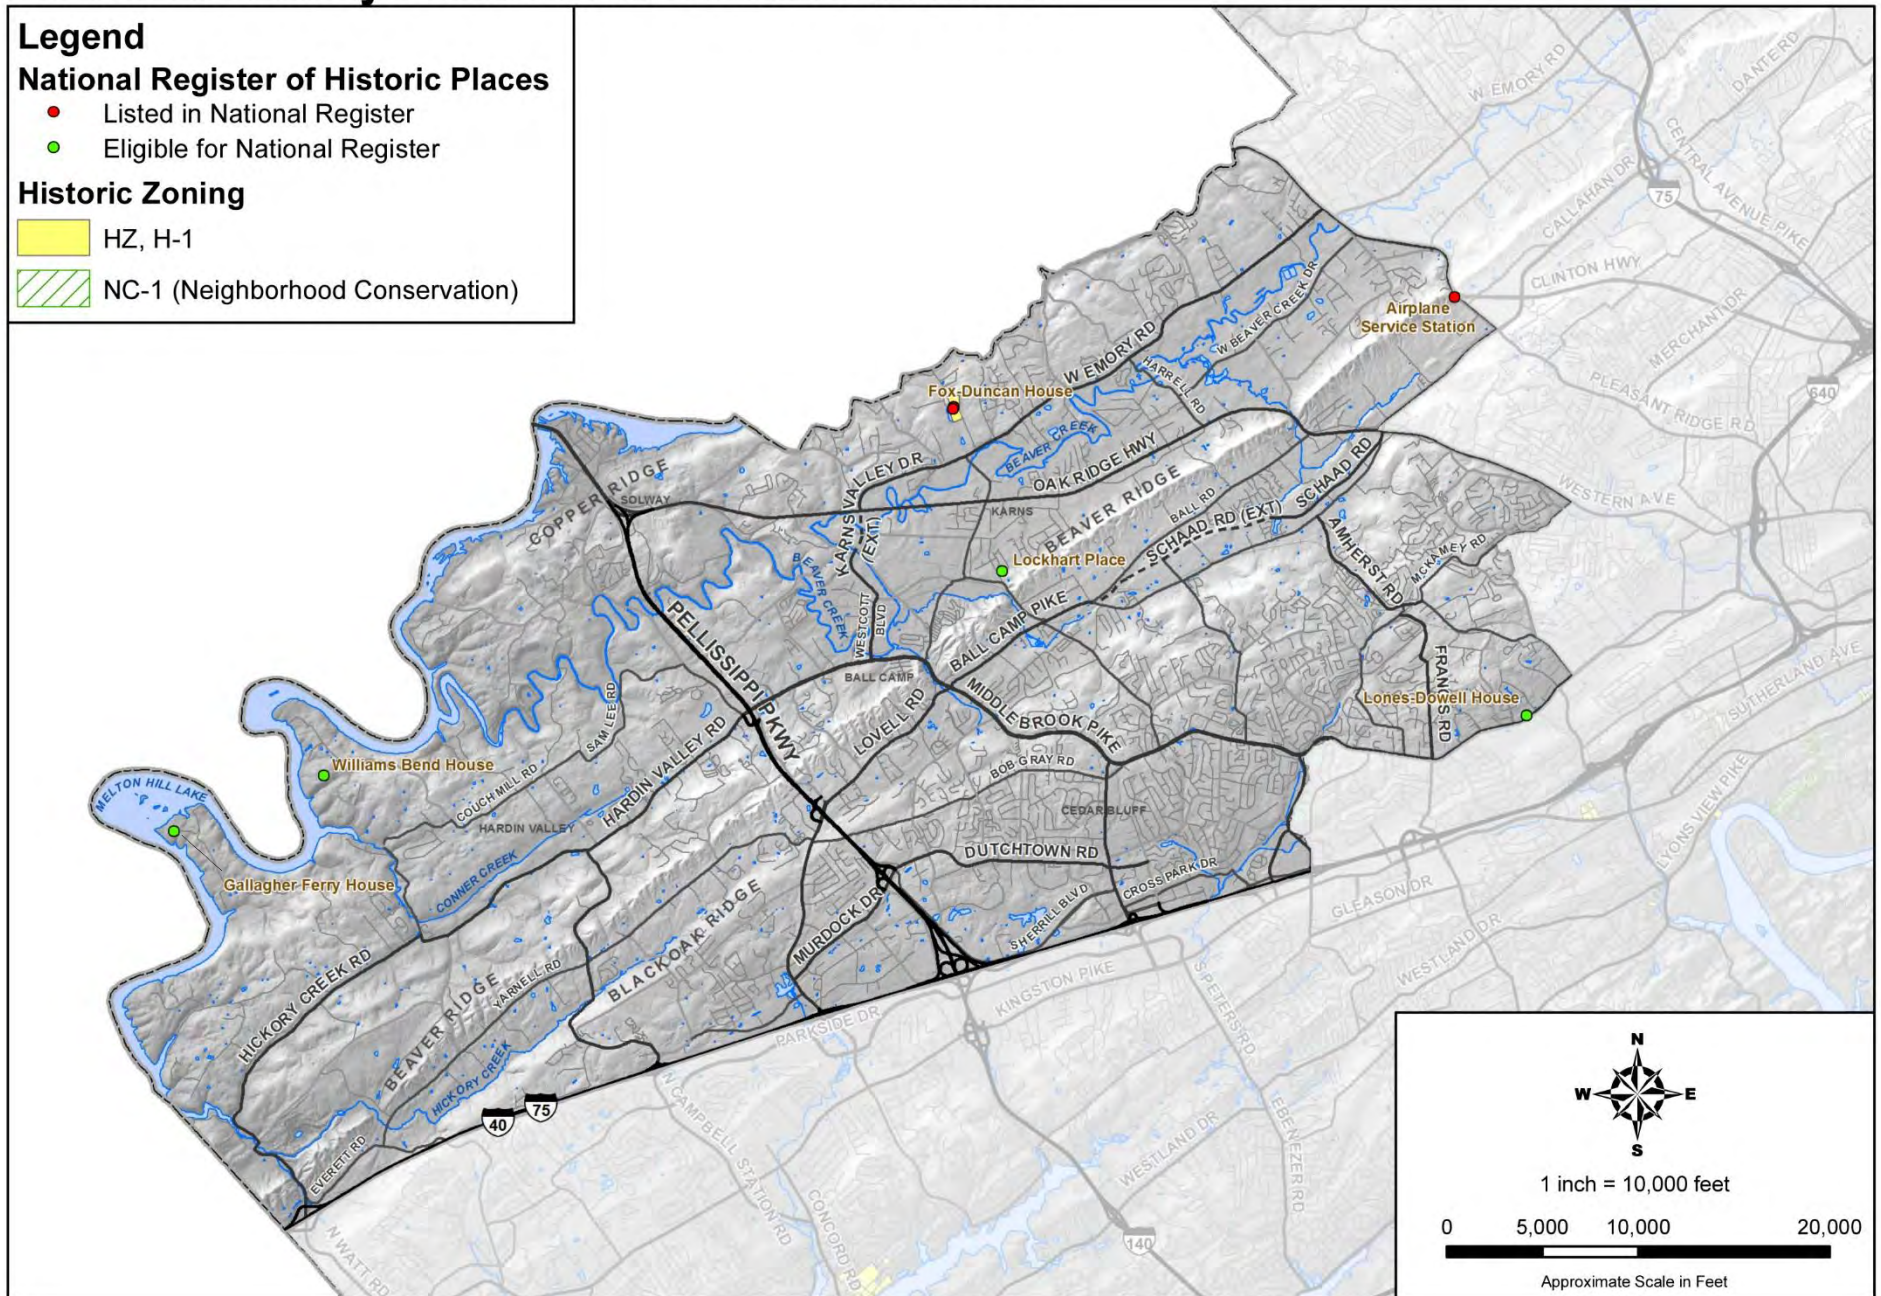 Legend
National Register of Historic Places
Listed in National Register
Eligible for National Register
Historic Zoning
HZ, H-1
NC-1 (Neighborhood Conservation)
W EMORY RD
DANTE RD
CENTRAL AVENUE PIKE
75
CALLAHAN DR
CLINTON HWY
MERCHANT DR
640
PLEASANT RIDGE RD
Airplane
Service Station
W BEAVER CREEK DR
W EMORY RD
HARRELL RD
Fox-Duncan House
BEAVER CREEK
KARNS VALLEY DR
OAK RIDGE HWY
COPPER RIDGE
SOLWAY
KARNS
BEAVER RIDGE
BALL RD
SCHAAD RD (EXT)
SCHAAD RD
WESTERN AVE
AMHERST RD
MCKAMEY RD
(EXT.)
BEAVER CREEK
Lockhart Place
WESTCOTT
BLVD
BALL CAMP PIKE
PELLISSIPPI PKWY
BALL CAMP
FRANCIS RD
SUTHERLAND AVE
SAM LEE RD
LOVELL RD
MIDDLEBROOK PIKE
Lones-Dowell House
Williams Bend House
COUCH MILL RD
HARDIN VALLEY RD
BOB GRAY RD
LYONS VIEW PIKE
MELTON HILL LAKE
HARDIN VALLEY
CEDAR BLUFF
Gallagher Ferry House
CONNER CREEK
DUTCHTOWN RD
CROSS PARK DR
GLEASON DR
BLACKOAK RIDGE
MURDOCK DR
SHERRILL BLVD
WESTLAND DR
HICKORY CREEK RD
BEAVER RIDGE
YARNELL RD
KINGSTON PIKE
S PETERS RD
PARKSIDE DR
HICKORY CREEK
40
75
EVERETT RD
N CAMPBELL STATION RD
WESTLAND DR
EBENEZER RD
CONCORD RD
N WATT RD
140
N
W
E
S
1 inch = 10,000 feet
0 5,000 10,000 20,000
Approximate Scale in Feet